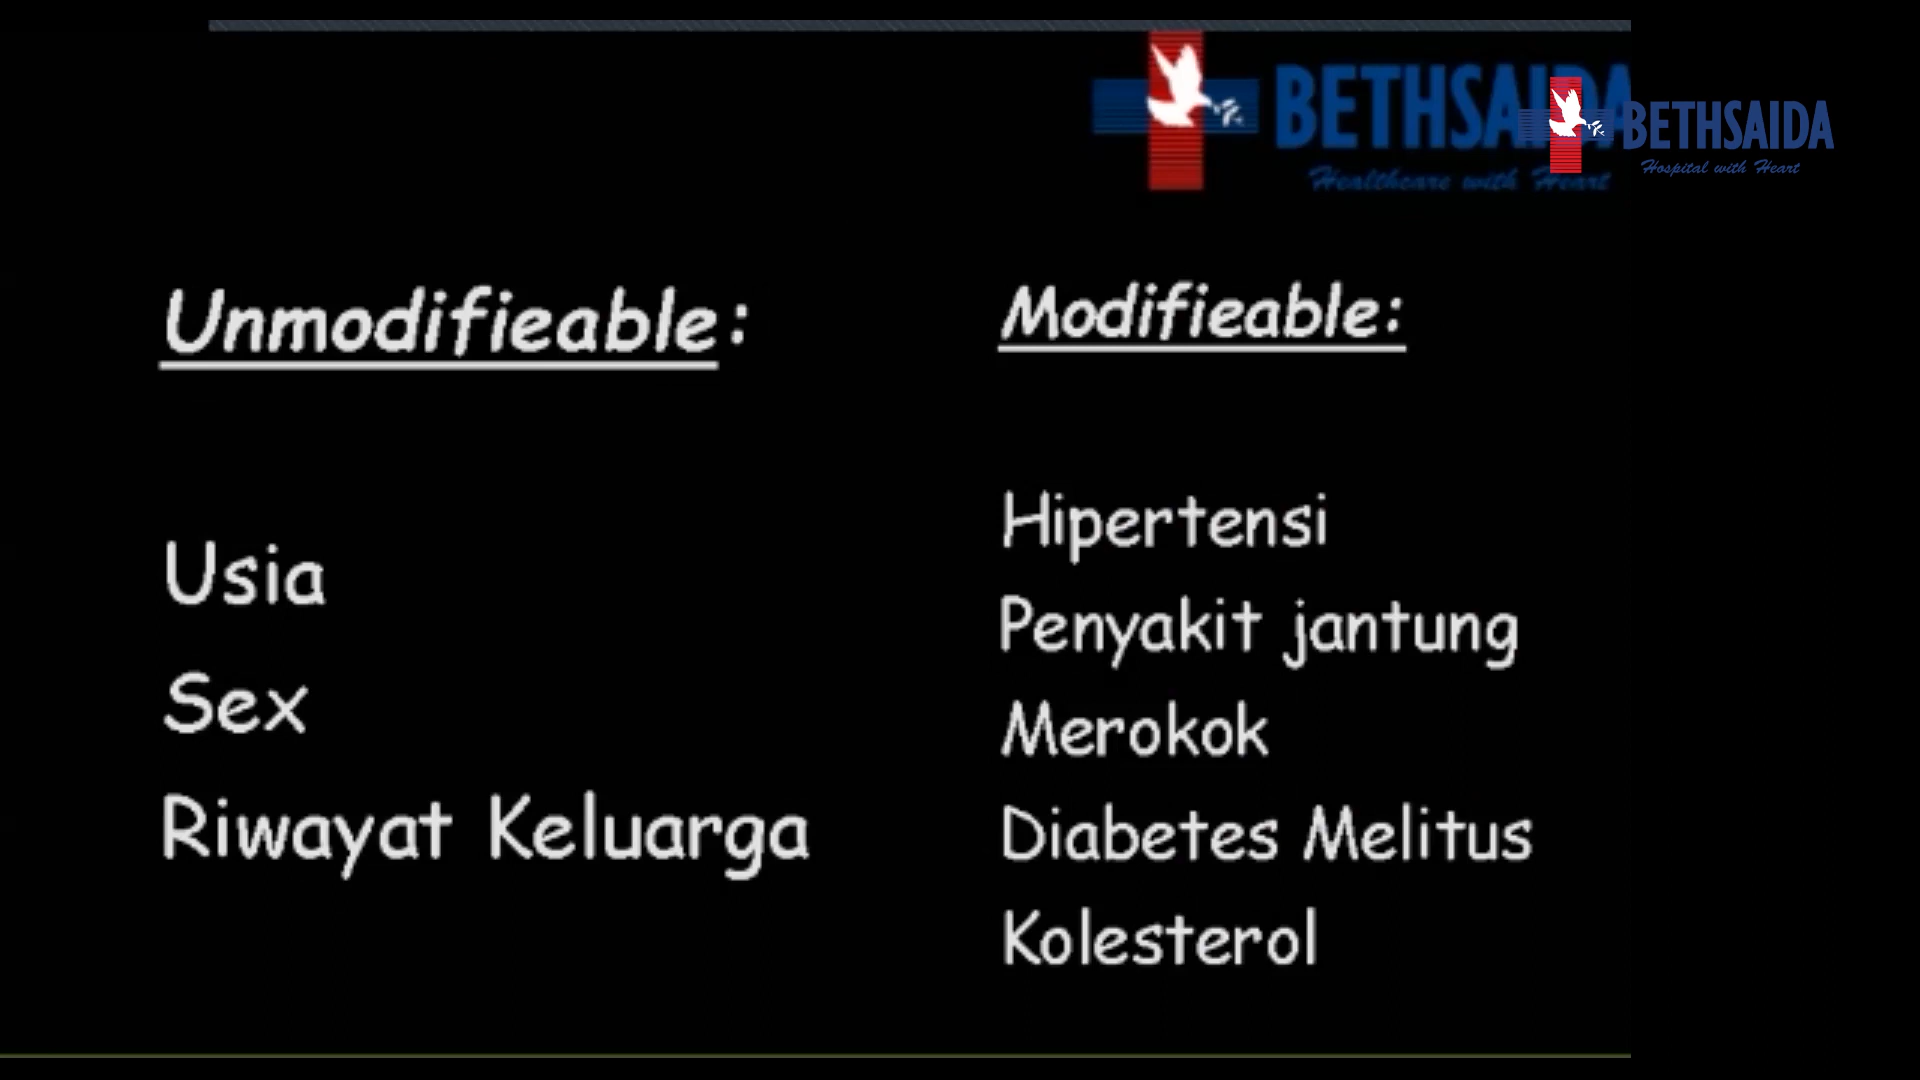 BETHSAIDA
Healthcare with Heart
BETHSAIDA
Hospital with Heart
Unmodifieable:
Usia
Sex
Riwayat Keluarga
Modifieable:
Hipertensi
Penyakit jantung
Merokok
Diabetes Melitus
Kolesterol